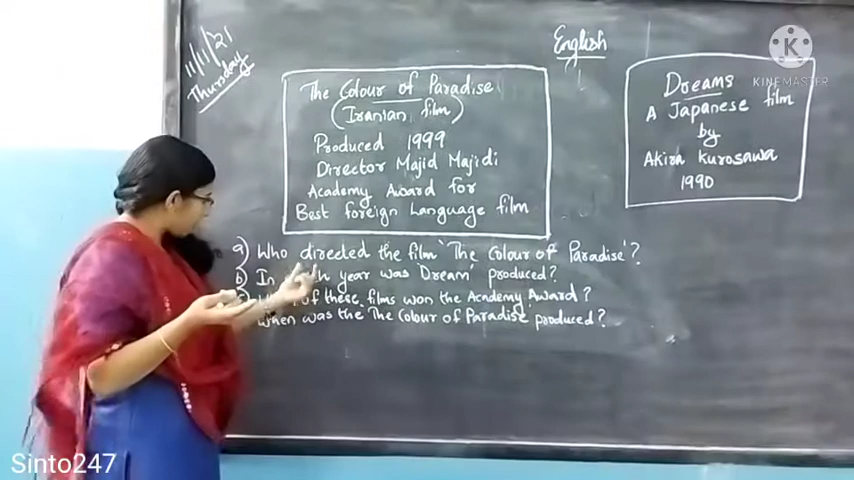 11/11/21
Thursday
English
The Colour of Paradise
(Iranian film)
Produced 1999
Director Majid Majidi
Academy Award for
Best foreign Language film
Dreams
A Japanese film
by
Akira Kurosawa
1990
K
KINEMASTER
a) Who directed the film 'The Colour of Paradise'?
b) In year was Dream' produced?
of these films won the Academy Award?
When was the The Colour of Paradise produced?
Sinto247